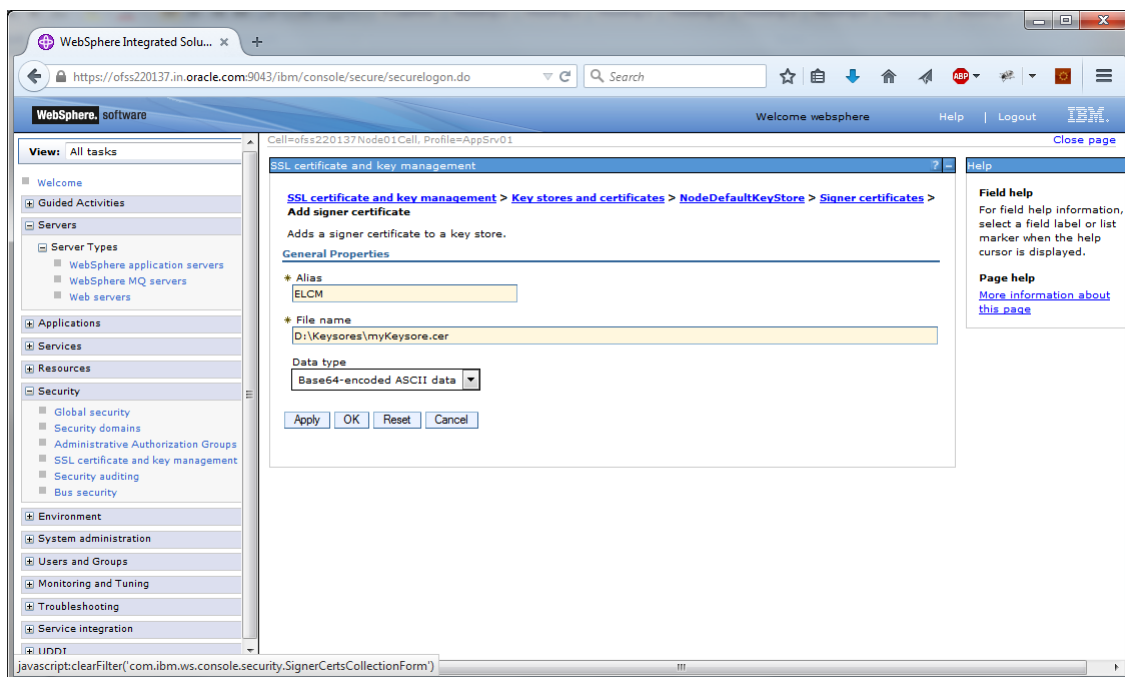 WebSphere Integrated Solu... ×
https://ofss220137.in.oracle.com:9043/ibm/console/secure/securelogon.do
Search
ABP
WebSphere. software
Welcome websphere
Help | Logout
IBM.
View: All tasks
Welcome
Guided Activities
Servers
Server Types
WebSphere application servers
WebSphere MQ servers
Web servers
Applications
Services
Resources
Security
Global security
Security domains
Administrative Authorization Groups
SSL certificate and key management
Security auditing
Bus security
Environment
System administration
Users and Groups
Monitoring and Tuning
Troubleshooting
Service integration
UDDI
javascript:clearFilter('com.ibm.ws.console.security.SignerCertsCollectionForm')
Cell=ofss220137Node01Cell, Profile=AppSrv01
Close page
SSL certificate and key management
? -
SSL certificate and key management > Key stores and certificates > NodeDefaultKeyStore > Signer certificates >
Add signer certificate
Adds a signer certificate to a key store.
General Properties
* Alias
ELCM
* File name
D:\Keysores\myKeysore.cer
Data type
Base64-encoded ASCII data
Apply OK Reset Cancel
Help
Field help
For field help information,
select a field label or list
marker when the help
cursor is displayed.
Page help
More information about
this page